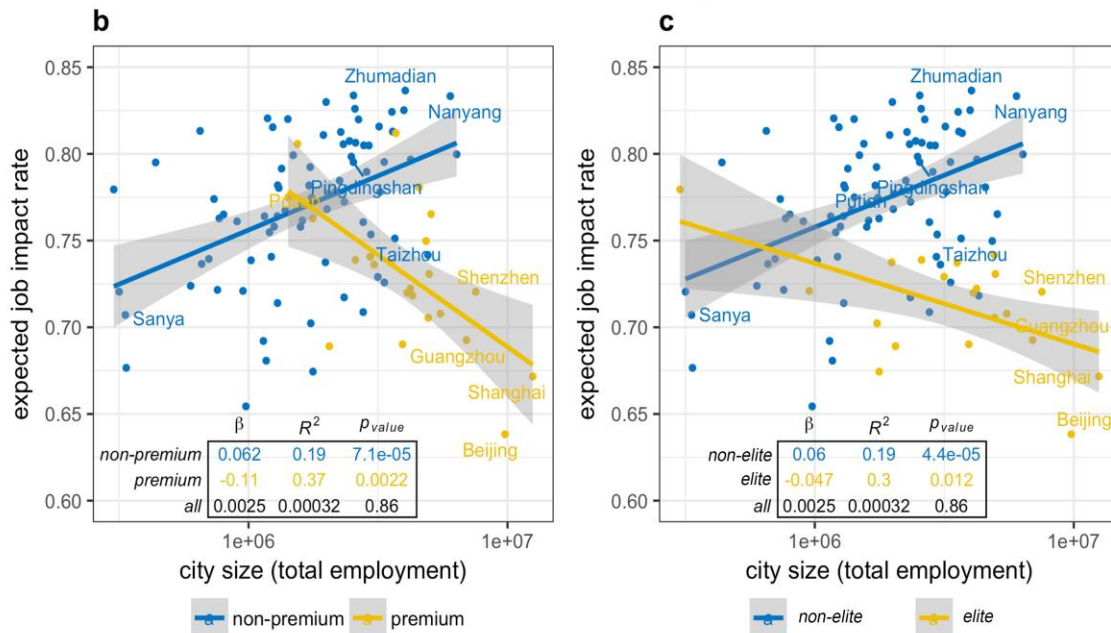 b
expected job impact rate
0.85
0.80
0.75
0.70
0.65
0.60
Zhumadian
Nanyang
Pingdingshan
Putian
Taizhou
Shenzhen
Sanya
Guangzhou
Shanghai
Beijing
β R² p value
non-premium 0.062 0.19 7.1e-05
premium -0.11 0.37 0.0022
all 0.0025 0.00032 0.86
1e+06 1e+07
city size (total employment)
a non-premium a premium
c
expected job impact rate
0.85
0.80
0.75
0.70
0.65
0.60
Zhumadian
Nanyang
Pingdingshan
Putian
Taizhou
Shenzhen
Sanya
Guangzhou
Shanghai
Beijing
β R² p value
non-elite 0.06 0.19 4.4e-05
elite -0.047 0.3 0.012
all 0.0025 0.00032 0.86
1e+06 1e+07
city size (total employment)
a non-elite a elite